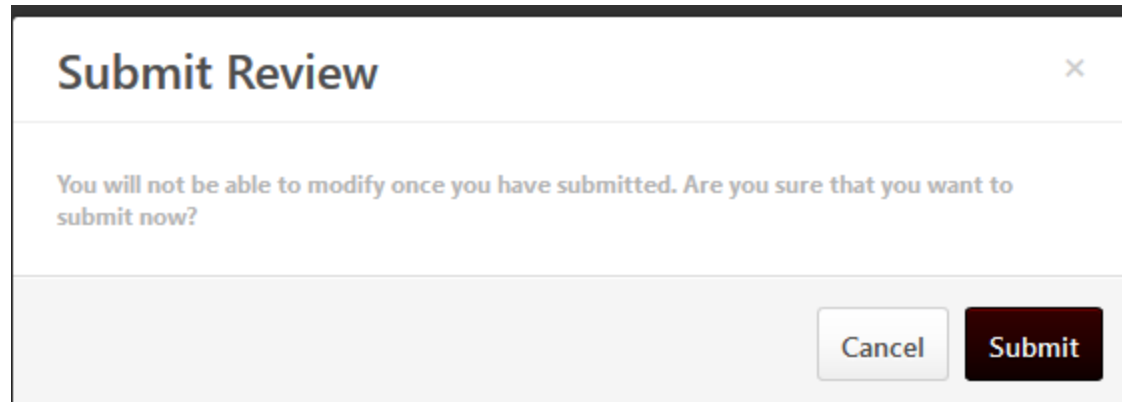 Submit Review
×
You will not be able to modify once you have submitted. Are you sure that you want to
submit now?
Cancel
Submit